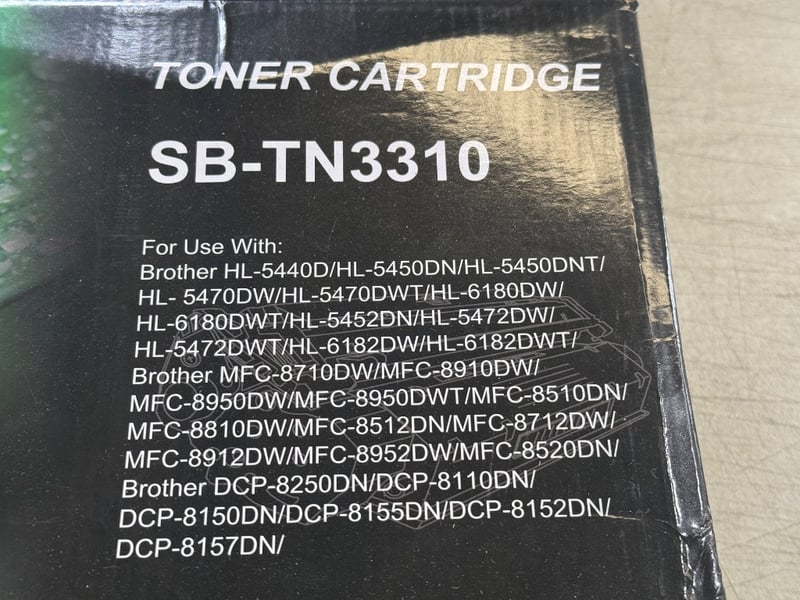 TONER CARTRIDGE
SB-TN3310
For Use With:
Brother HL-5440D/HL-5450DN/HL-5450DNT/
HL- 5470DW/HL-5470DWT/HL-6180DW/
HL-6180DWT/HL-5452DN/HL-5472DW/
HL-5472DWT/HL-6182DW/HL-6182DWT/
Brother MFC-8710DW/MFC-8910DW/
MFC-8950DW/MFC-8950DWT/MFC-8510DN/
MFC-8810DW/MFC-8512DN/MFC-8712DW/
MFC-8912DW/MFC-8952DW/MFC-8520DN/
Brother DCP-8250DN/DCP-8110DN/
DCP-8150DN/DCP-8155DN/DCP-8152DN/
DCP-8157DN/